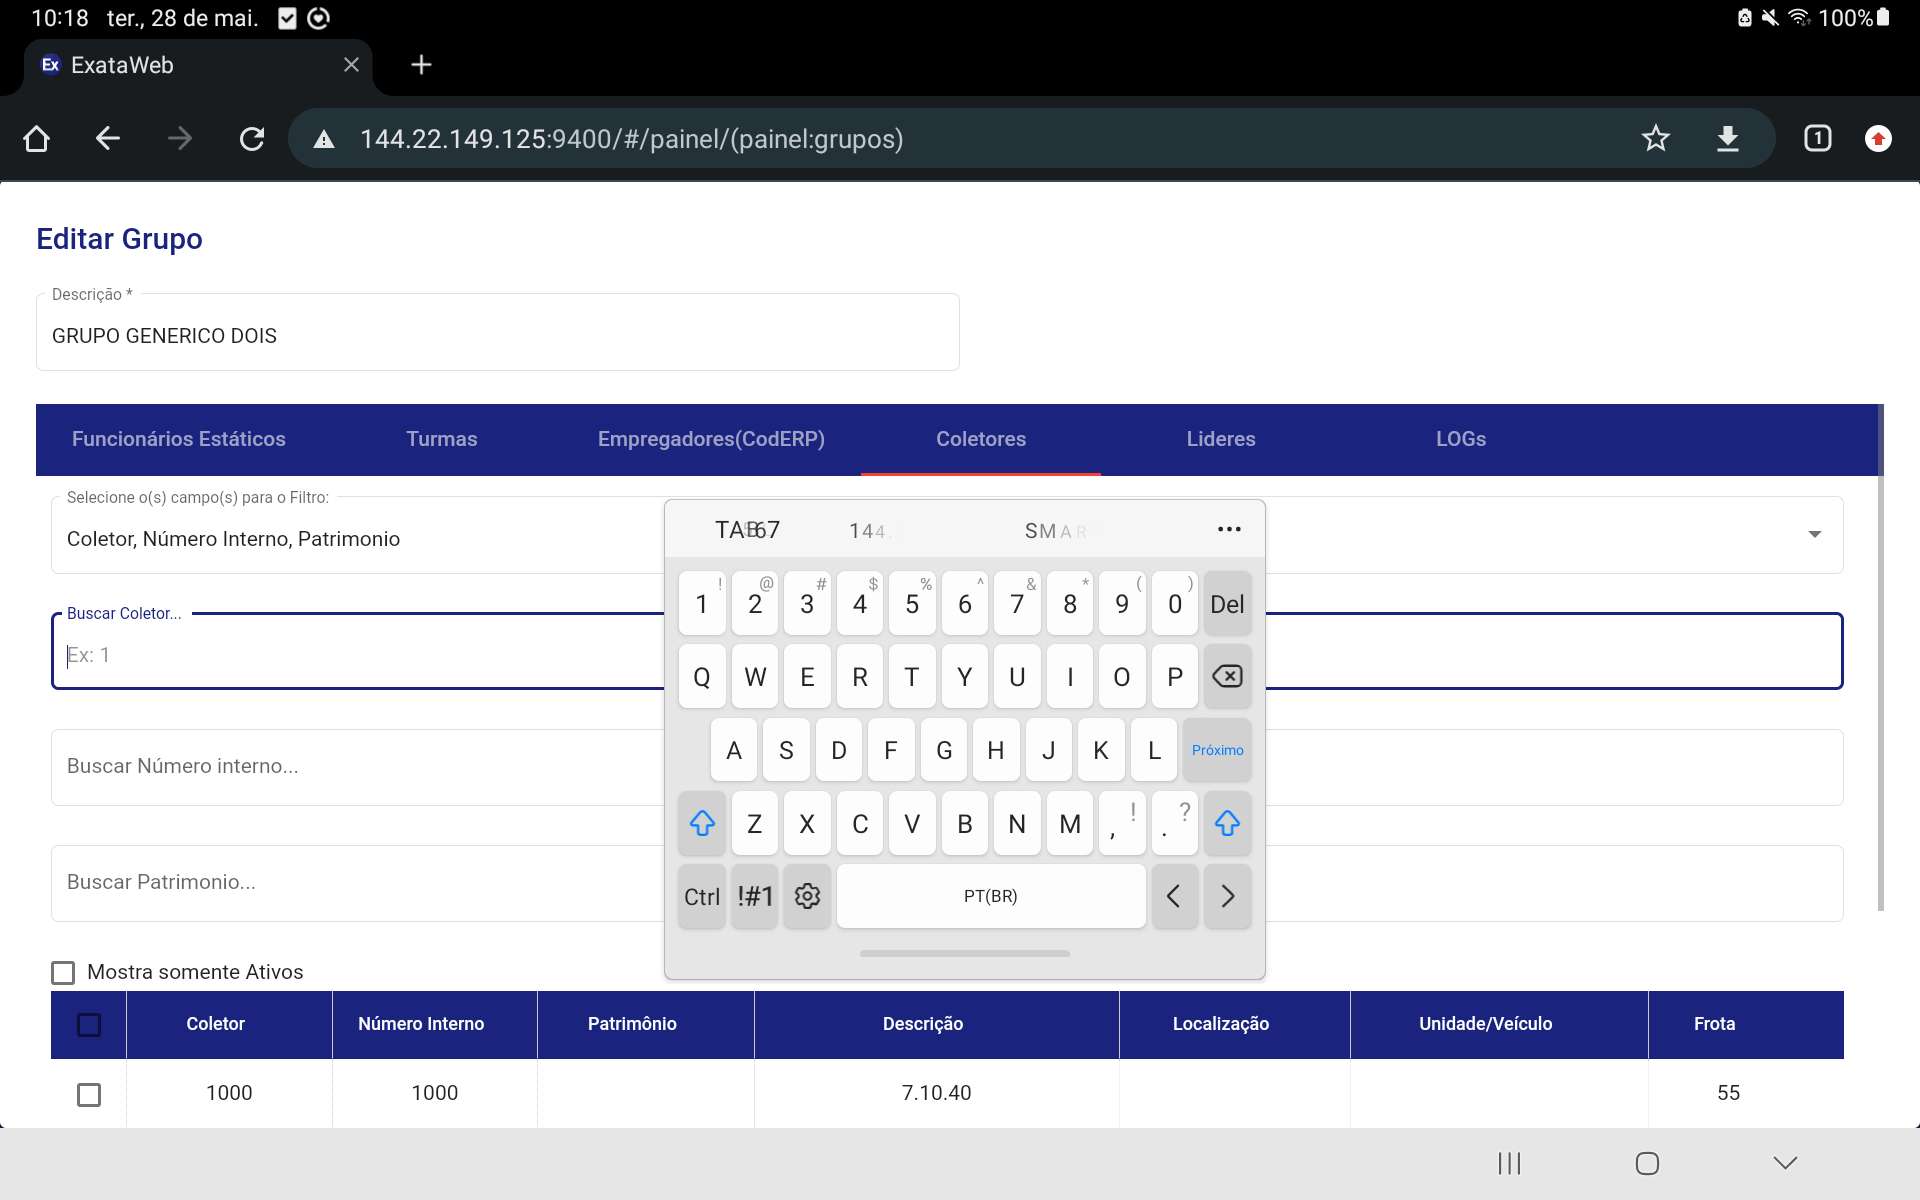 10:18 ter., 28 de mai. 100%
Ex ExataWeb
144.22.149.125:9400/#/painel/(painel:grupos) 1
Editar Grupo
Descrição *
GRUPO GENERICO DOIS
Funcionários Estáticos Turmas Empregadores(CodERP) Coletores Lideres LOGs
Selecione o(s) campo(s) para o Filtro:
Coletor, Número Interno, Patrimonio
Buscar Coletor...
Ex: 1
Buscar Número interno...
Buscar Patrimonio...
144. SMAR
! @ # $ % ^ & * ( )
1 2 3 4 5 6 7 8 9 0 Del
Q W E R T Y U I O P
A S D F G H J K L Próximo
Z X C V B N M , ! . ?
Ctrl !#1 PT(BR) < >
Mostra somente Ativos
Coletor Número Interno Patrimônio Descrição Localização Unidade/Veículo Frota
1000 1000 7.10.40 55